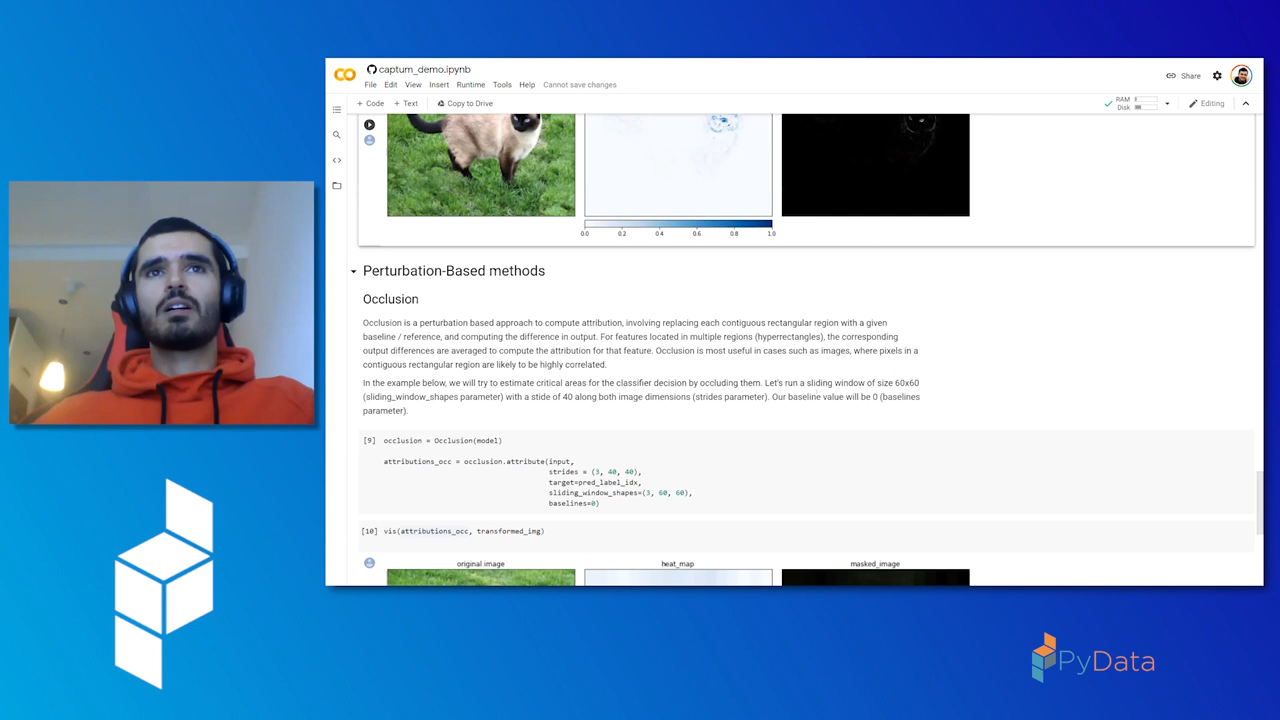 captum_demo.ipynb
File Edit View Insert Runtime Tools Help Cannot save changes
Share
+ Code + Text Copy to Drive
RAM
Disk
Editing
0.0 0.2 0.4 0.6 0.8 1.0
Perturbation-Based methods
Occlusion
Occlusion is a perturbation based approach to compute attribution, involving replacing each contiguous rectangular region with a given
baseline / reference, and computing the difference in output. For features located in multiple regions (hyperrectangles), the corresponding
output differences are averaged to compute the attribution for that feature. Occlusion is most useful in cases such as images, where pixels in a
contiguous rectangular region are likely to be highly correlated.
In the example below, we will try to estimate critical areas for the classifier decision by occluding them. Let's run a sliding window of size 60x60
(sliding_window_shapes parameter) with a stide of 40 along both image dimensions (strides parameter). Our baseline value will be 0 (baselines
parameter).
[9] occlusion = Occlusion(model)
attributions_occ = occlusion.attribute(input,
strides = (3, 40, 40),
target=pred_label_idx,
sliding_window_shapes=(3, 60, 60),
baselines=0)
[10] vis(attributions_occ, transformed_img)
original image heat_map masked_image
PyData